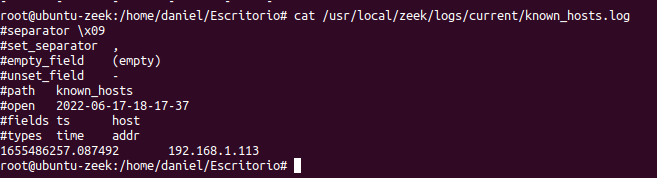 root@ubuntu-zeek:/home/daniel/Escritorio# cat /usr/local/zeek/logs/current/known_hosts.log
#separator \x09
#set_separator	,
#empty_field	(empty)
#unset_field	-
#path	known_hosts
#open	2022-06-17-18-17-37
#fields	ts	host
#types	time	addr
1655486257.087492	192.168.1.113
root@ubuntu-zeek:/home/daniel/Escritorio#